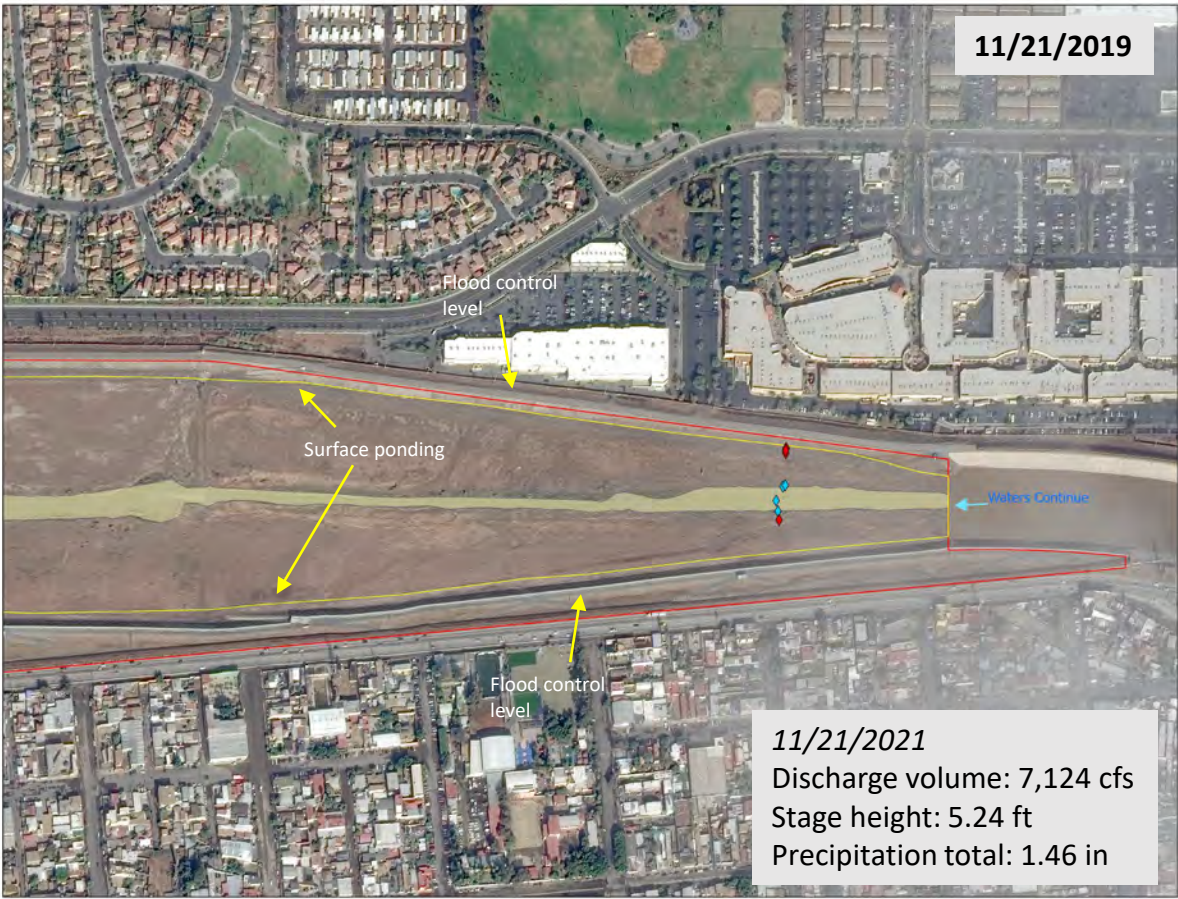 11/21/2019
Flood control
level
Surface ponding
Waters Continue
Flood control
level
11/21/2021
Discharge volume: 7,124 cfs
Stage height: 5.24 ft
Precipitation total: 1.46 in